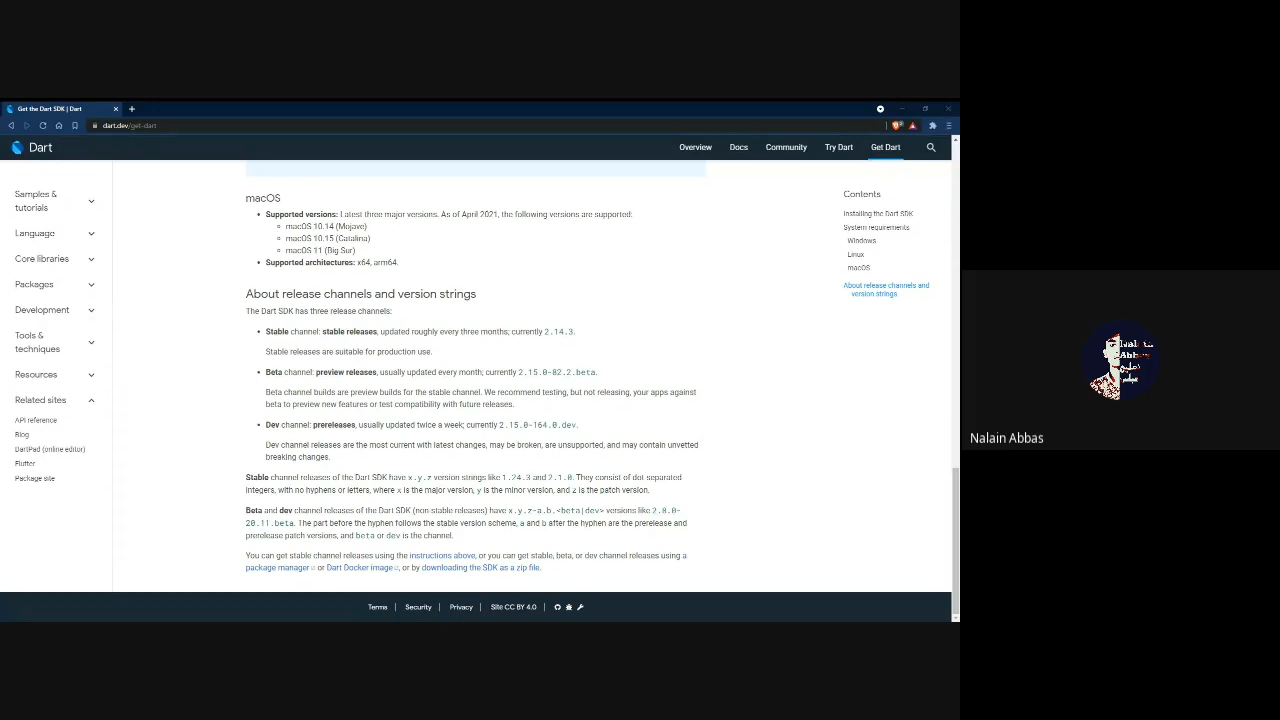 Get the Dart SDK | Dart
dart.dev/get-dart
Dart
Overview
Docs
Community
Try Dart
Get Dart
Samples &
tutorials
Language
Core libraries
Packages
Development
Tools &
techniques
Resources
Related sites
API reference
Blog
DartPad (online editor)
Flutter
Package site
macOS
Supported versions: Latest three major versions. As of April 2021, the following versions are supported:
macOS 10.14 (Mojave)
macOS 10.15 (Catalina)
macOS 11 (Big Sur)
Supported architectures: x64, arm64.
About release channels and version strings
The Dart SDK has three release channels:
Stable channel: stable releases, updated roughly every three months; currently 2.14.3.
Stable releases are suitable for production use.
Beta channel: preview releases, usually updated every month; currently 2.15.0-82.2.beta.
Beta channel builds are preview builds for the stable channel. We recommend testing, but not releasing, your apps against
beta to preview new features or test compatibility with future releases.
Dev channel: prereleases, usually updated twice a week; currently 2.15.0-164.0.dev.
Dev channel releases are the most current with latest changes, may be broken, are unsupported, and may contain unvetted
breaking changes.
Stable channel releases of the Dart SDK have x.y.z version strings like 1.24.3 and 2.1.0. They consist of dot-separated
integers, with no hyphens or letters, where x is the major version, y is the minor version, and z is the patch version.
Beta and dev channel releases of the Dart SDK (non-stable releases) have x.y.z-a.b.<beta|dev> versions like 2.8.0-
20.11.beta. The part before the hyphen follows the stable version scheme, a and b after the hyphen are the prerelease and
prerelease patch versions, and beta or dev is the channel.
You can get stable channel releases using the instructions above, or you can get stable, beta, or dev channel releases using a
package manager or Dart Docker image, or by downloading the SDK as a zip file.
Contents
Installing the Dart SDK
System requirements
Windows
Linux
macOS
About release channels and
version strings
Terms | Security | Privacy | Site CC BY 4.0 |
Nalain Abbas